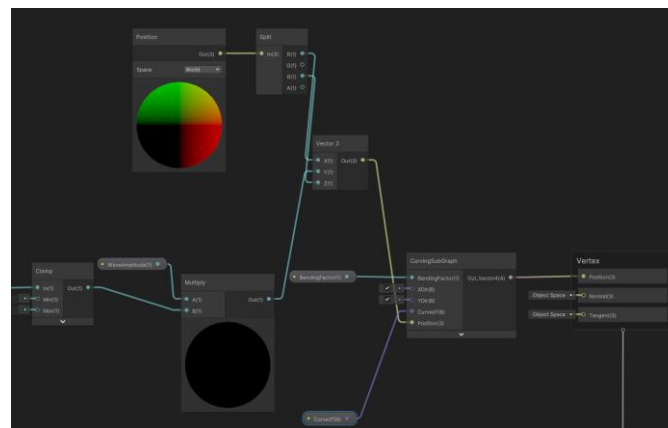 Position
Out(3)
Space
World
Split
In(3)
R(1)
G(1)
B(1)
A(1)
Vector 3
X(1)
Y(1)
Z(1)
Out(3)
Clamp
In(1)
Min(1)
Max(1)
Out(1)
WaveAmplitude(1)
Multiply
A(1)
B(1)
Out(1)
BendingFactor(1)
CurvingSubGraph
BendingFactor(1)
XDir(B)
YDir(B)
Curved?(B)
Position(3)
Out_Vector4(4)
Curved?(B)
Vertex
Position(3)
Object Space
Normal(3)
Object Space
Tangent(3)